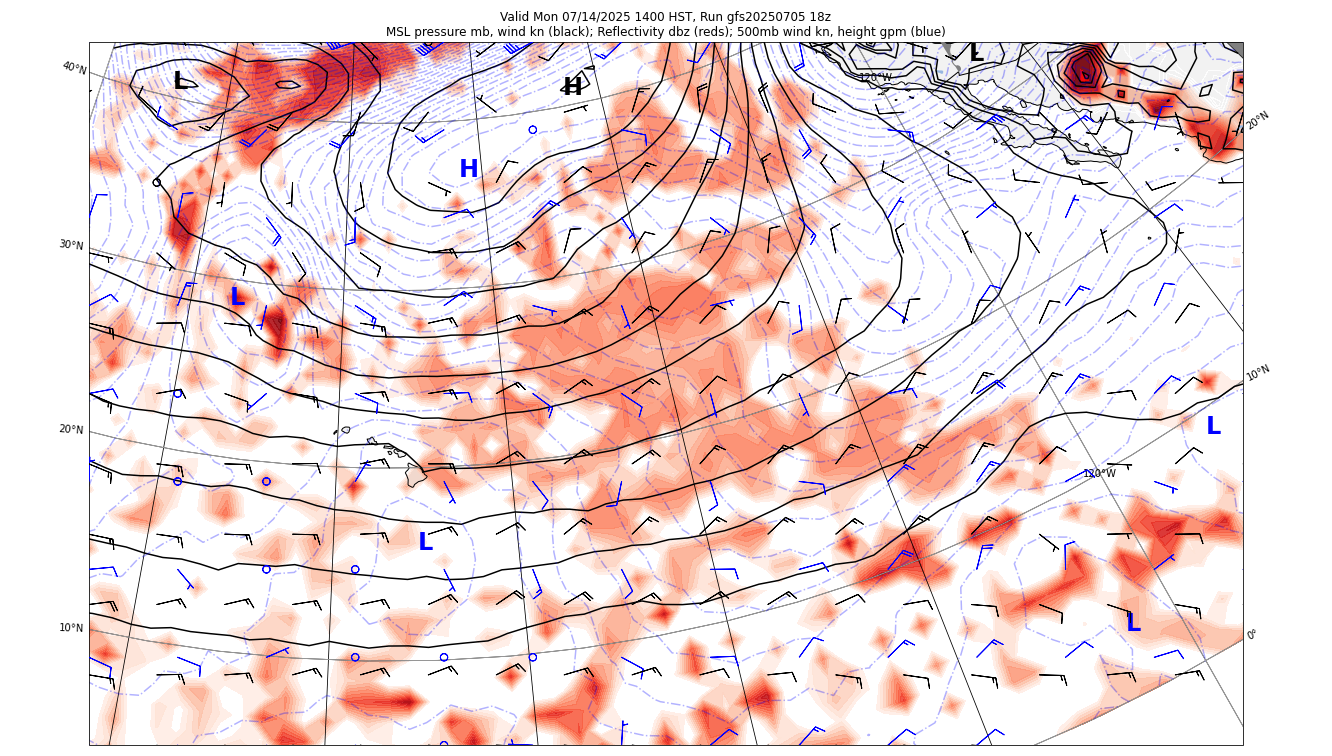 Valid Mon 07/14/2025 1400 HST, Run gfs20250705 18z
MSL pressure mb, wind kn (black); Reflectivity dbz (reds); 500mb wind kn, height gpm (blue)
40°N
L
H
L
120°W
20°N
H
30°N
L
10°N
20°N
L
120°W
L
10°N
L
0°